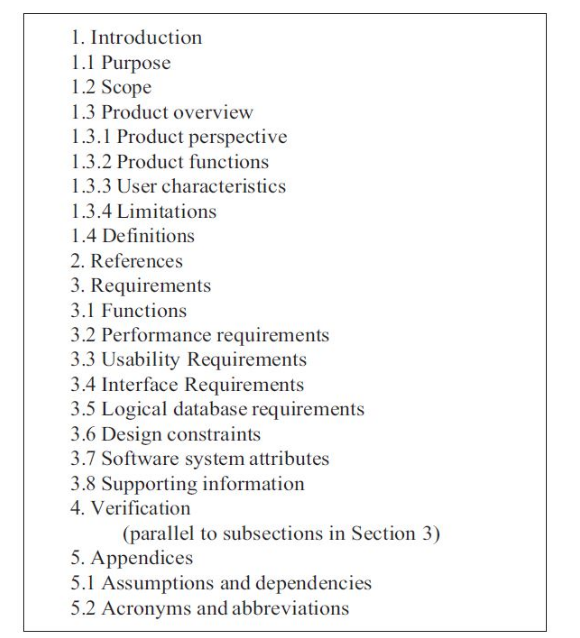 1. Introduction
1.1 Purpose
1.2 Scope
1.3 Product overview
1.3.1 Product perspective
1.3.2 Product functions
1.3.3 User characteristics
1.3.4 Limitations
1.4 Definitions
2. References
3. Requirements
3.1 Functions
3.2 Performance requirements
3.3 Usability Requirements
3.4 Interface Requirements
3.5 Logical database requirements
3.6 Design constraints
3.7 Software system attributes
3.8 Supporting information
4. Verification
(parallel to subsections in Section 3)
5. Appendices
5.1 Assumptions and dependencies
5.2 Acronyms and abbreviations